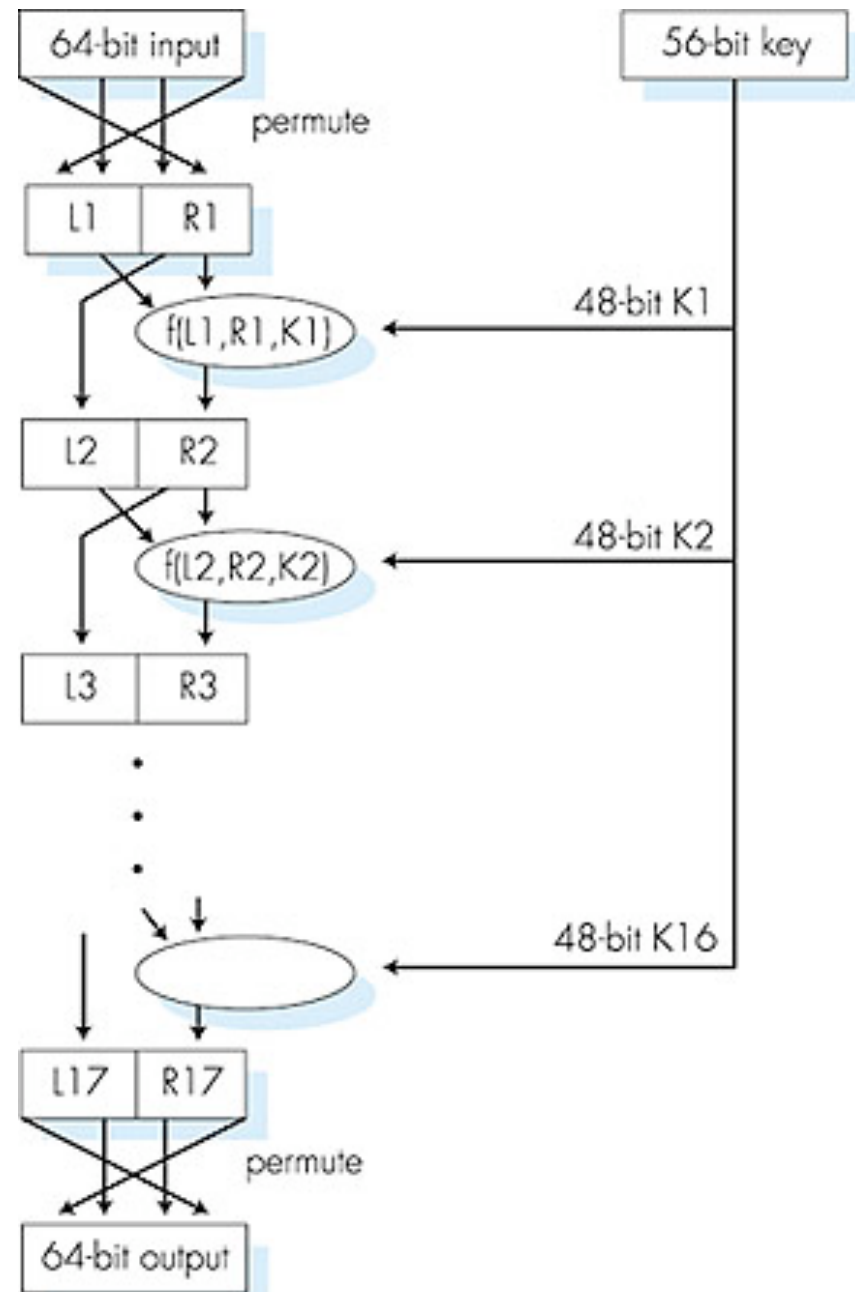 64-bit input
56-bit key
permute
L1 R1
48-bit K1
f(L1,R1,K1)
L2 R2
48-bit K2
f(L2,R2,K2)
L3 R3
48-bit K16
L17 R17
permute
64-bit output